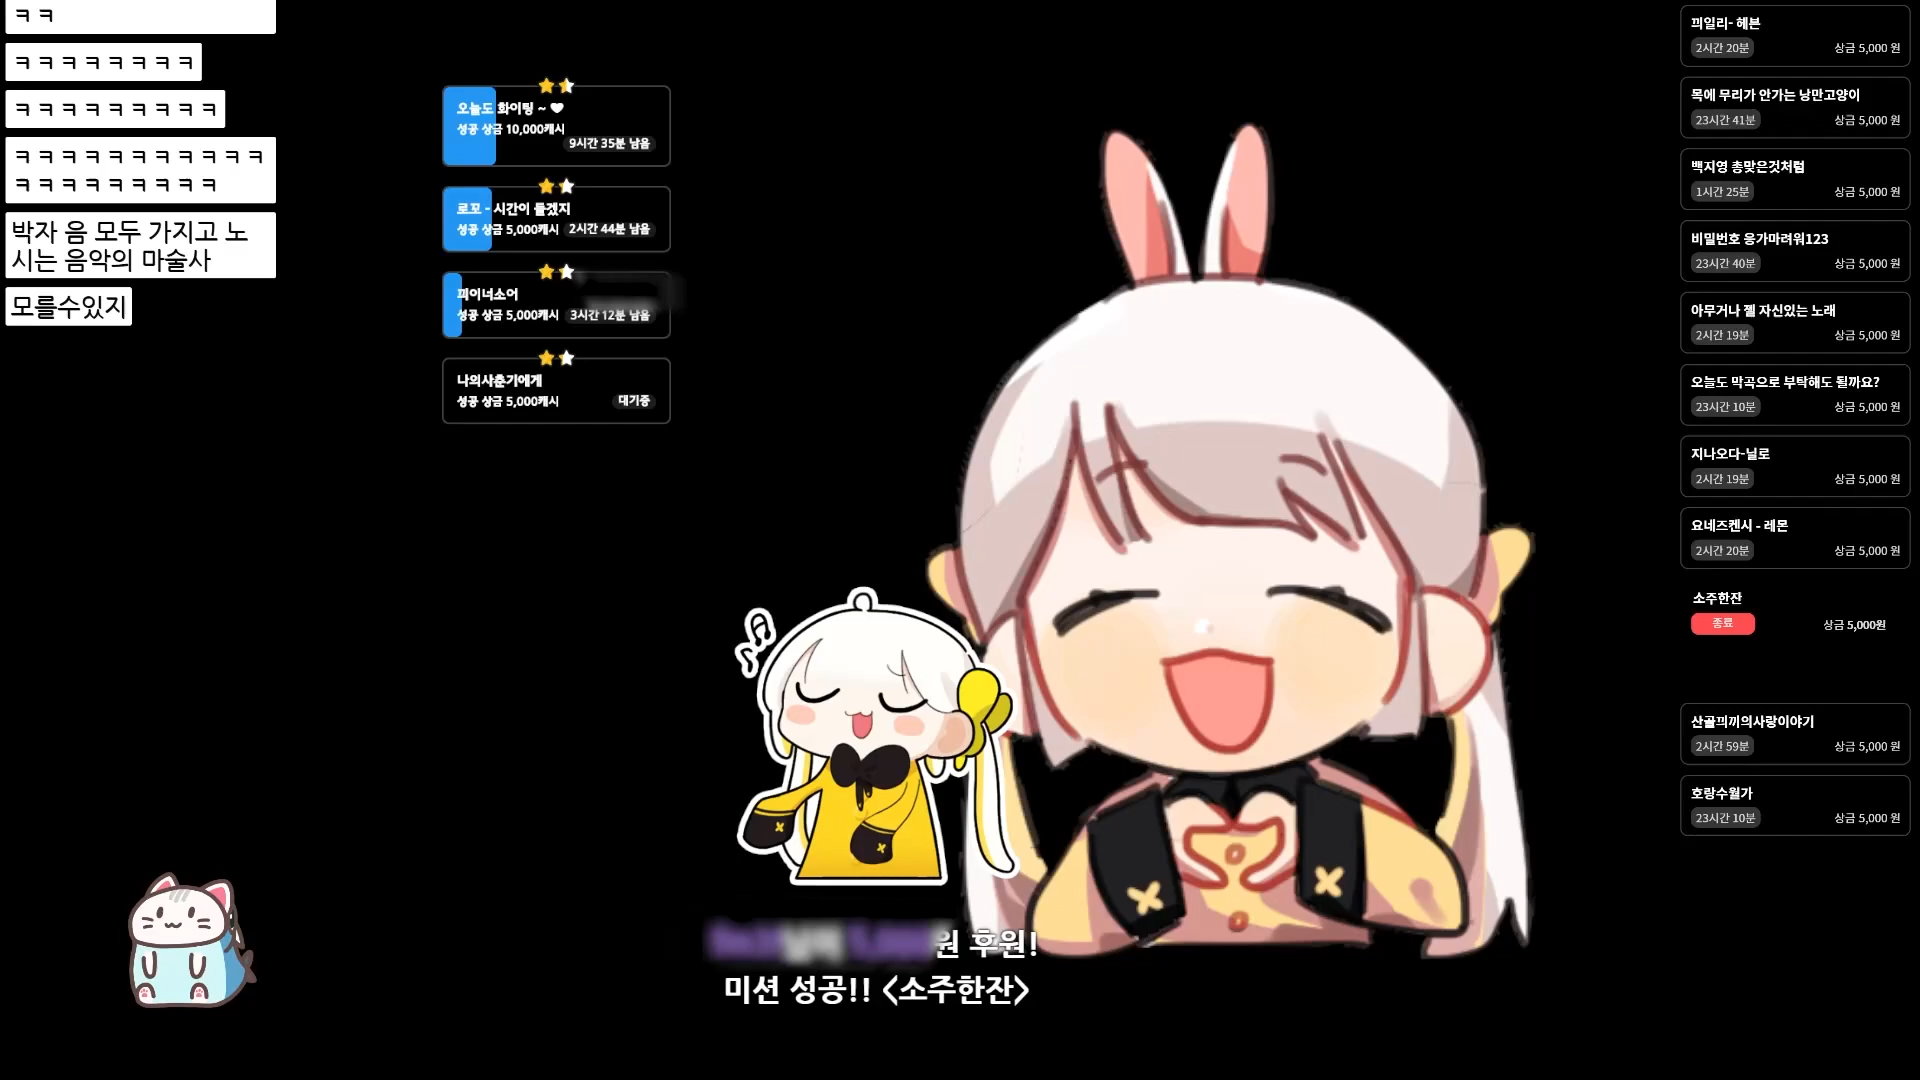 ㅋㅋ
ㅋㅋㅋㅋㅋㅋㅋㅋ
ㅋㅋㅋㅋㅋㅋㅋㅋㅋ
ㅋㅋㅋㅋㅋㅋㅋㅋㅋㅋㅋ
ㅋㅋㅋㅋㅋㅋㅋㅋㅋ
박자 음 모두 가지고 노
시는 음악의 마술사
모를수있지
오늘도 화이팅 ~ ♥
성공 상금 10,000캐시
9시간 35분 남음
로꼬 - 시간이 들겠지
성공 상금 5,000캐시 2시간 44분 남음
파이너소어
성공 상금 5,000캐시 3시간 12분 남음
나의사춘기에게
성공 상금 5,000캐시 대기중
원 후원!
미션 성공!! <소주한잔>
끠일리- 헤븐
2시간 20분 상금 5,000 원
목에 무리가 안가는 낭만고양이
23시간 41분 상금 5,000 원
백지영 총맞은것처럼
1시간 25분 상금 5,000 원
비밀번호 응가마려워123
23시간 40분 상금 5,000 원
아무거나 젤 자신있는 노래
2시간 19분 상금 5,000 원
오늘도 막곡으로 부탁해도 될까요?
23시간 10분 상금 5,000 원
지나오다-닐로
2시간 19분 상금 5,000 원
요네즈켄시 - 레몬
2시간 20분 상금 5,000 원
소주한잔
종료 상금 5,000원
산골끠끼의사랑이야기
2시간 59분 상금 5,000 원
호랑수월가
23시간 10분 상금 5,000 원